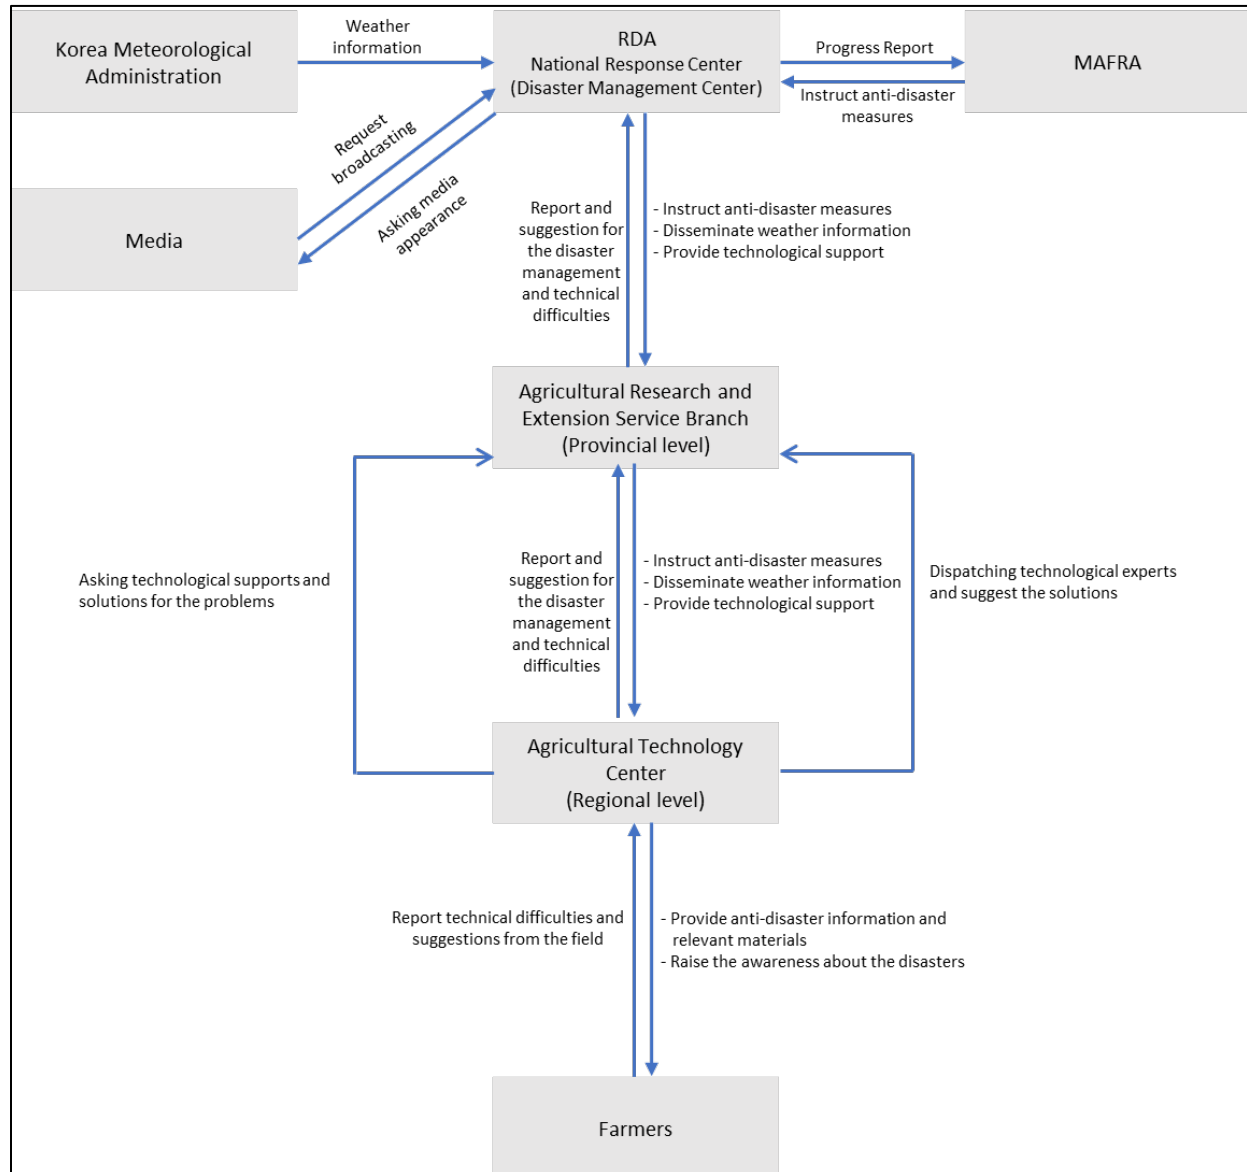 Korea Meteorological
Administration
Weather
information
RDA
National Response Center
(Disaster Management Center)
Progress Report
Instruct anti-disaster
measures
MAFRA
Request
broadcasting
Asking media
appearance
Media
Report and
suggestion for
the disaster
management
and technical
difficulties
- Instruct anti-disaster measures
- Disseminate weather information
- Provide technological support
Agricultural Research and
Extension Service Branch
(Provincial level)
Asking technological supports and
solutions for the problems
Report and
suggestion for
the disaster
management
and technical
difficulties
- Instruct anti-disaster measures
- Disseminate weather information
- Provide technological support
Dispatching technological experts
and suggest the solutions
Agricultural Technology
Center
(Regional level)
Report technical difficulties and
suggestions from the field
- Provide anti-disaster information and
relevant materials
- Raise the awareness about the disasters
Farmers